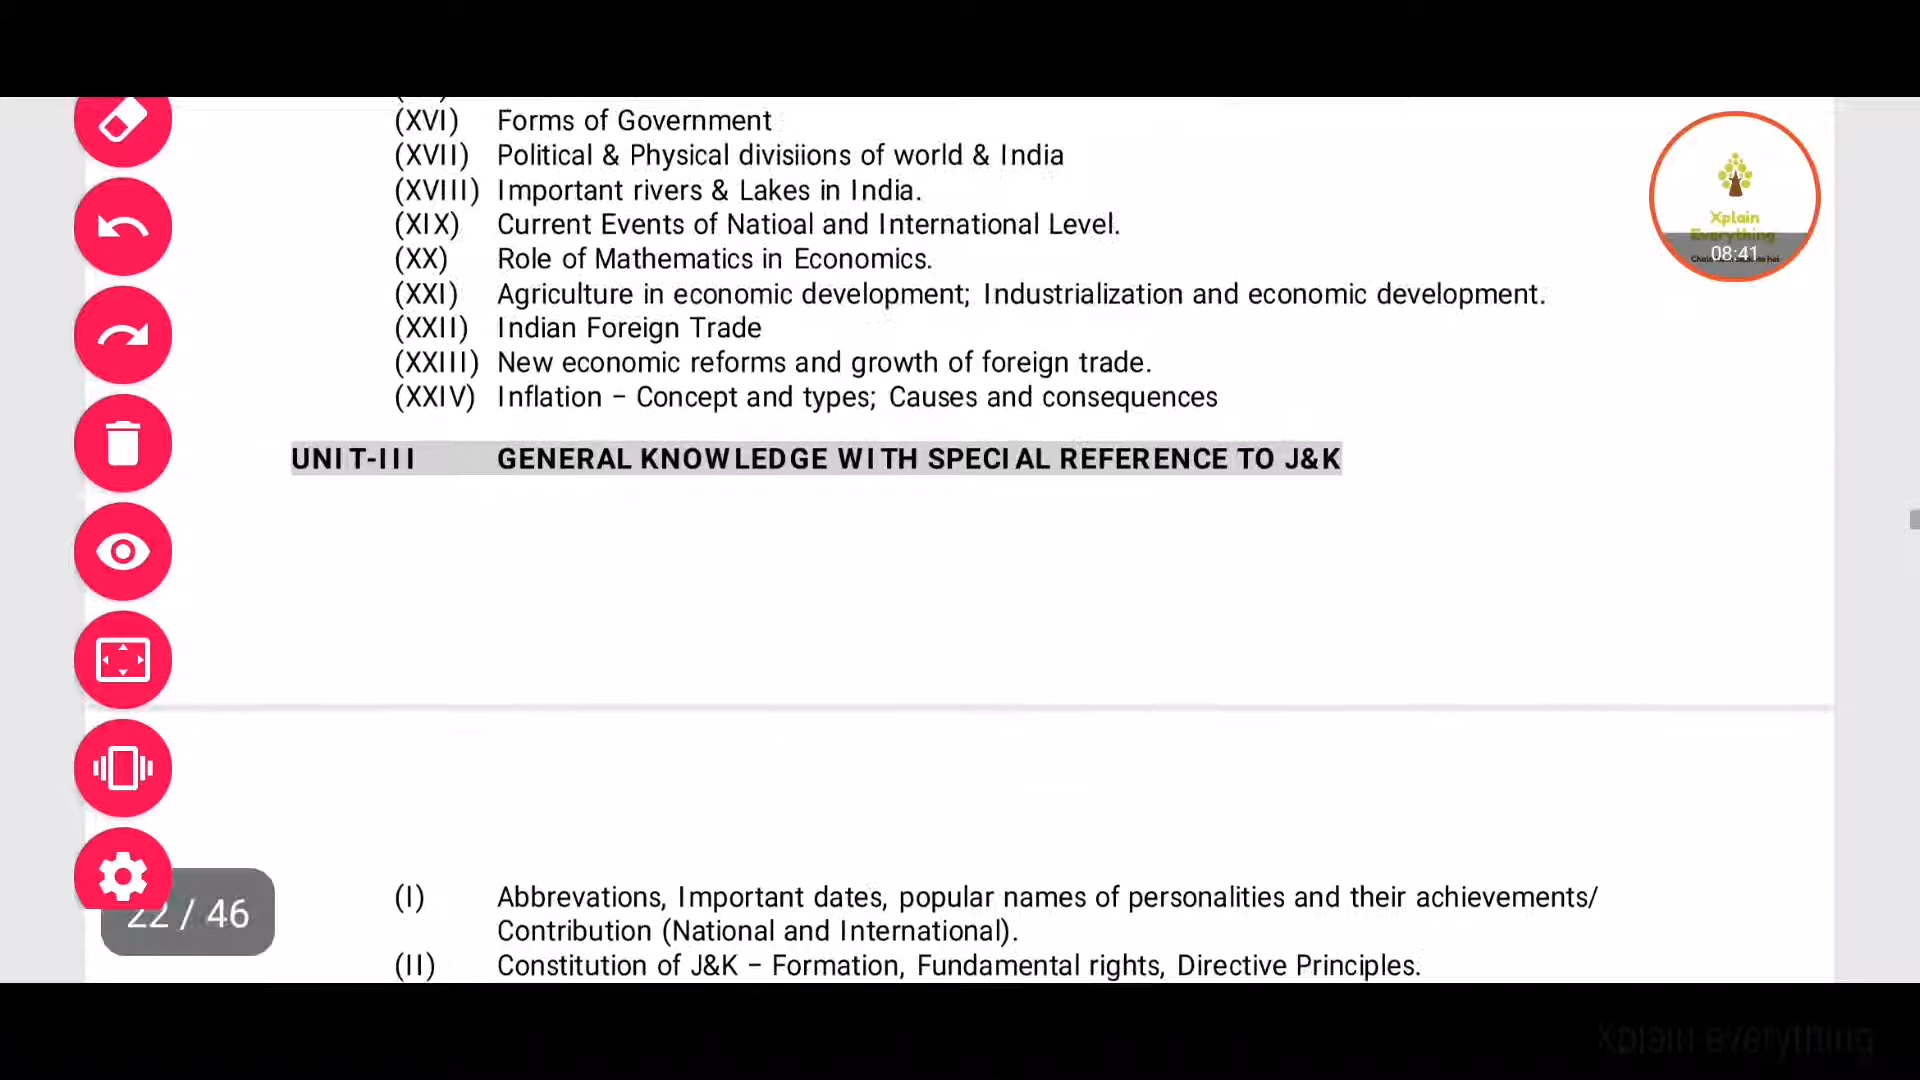 (XVI) Forms of Government
(XVII) Political & Physical divisiions of world & India
(XVIII) Important rivers & Lakes in India.
(XIX) Current Events of Natioal and International Level.
(XX) Role of Mathematics in Economics.
(XXI) Agriculture in economic development; Industrialization and economic development.
(XXII) Indian Foreign Trade
(XXIII) New economic reforms and growth of foreign trade.
(XXIV) Inflation – Concept and types; Causes and consequences
Xplain
Everything
08:41
UNIT-III GENERAL KNOWLEDGE WITH SPECIAL REFERENCE TO J&K
(I) Abbrevations, Important dates, popular names of personalities and their achievements/
Contribution (National and International).
(II) Constitution of J&K – Formation, Fundamental rights, Directive Principles.
22 / 46
Xplain everything